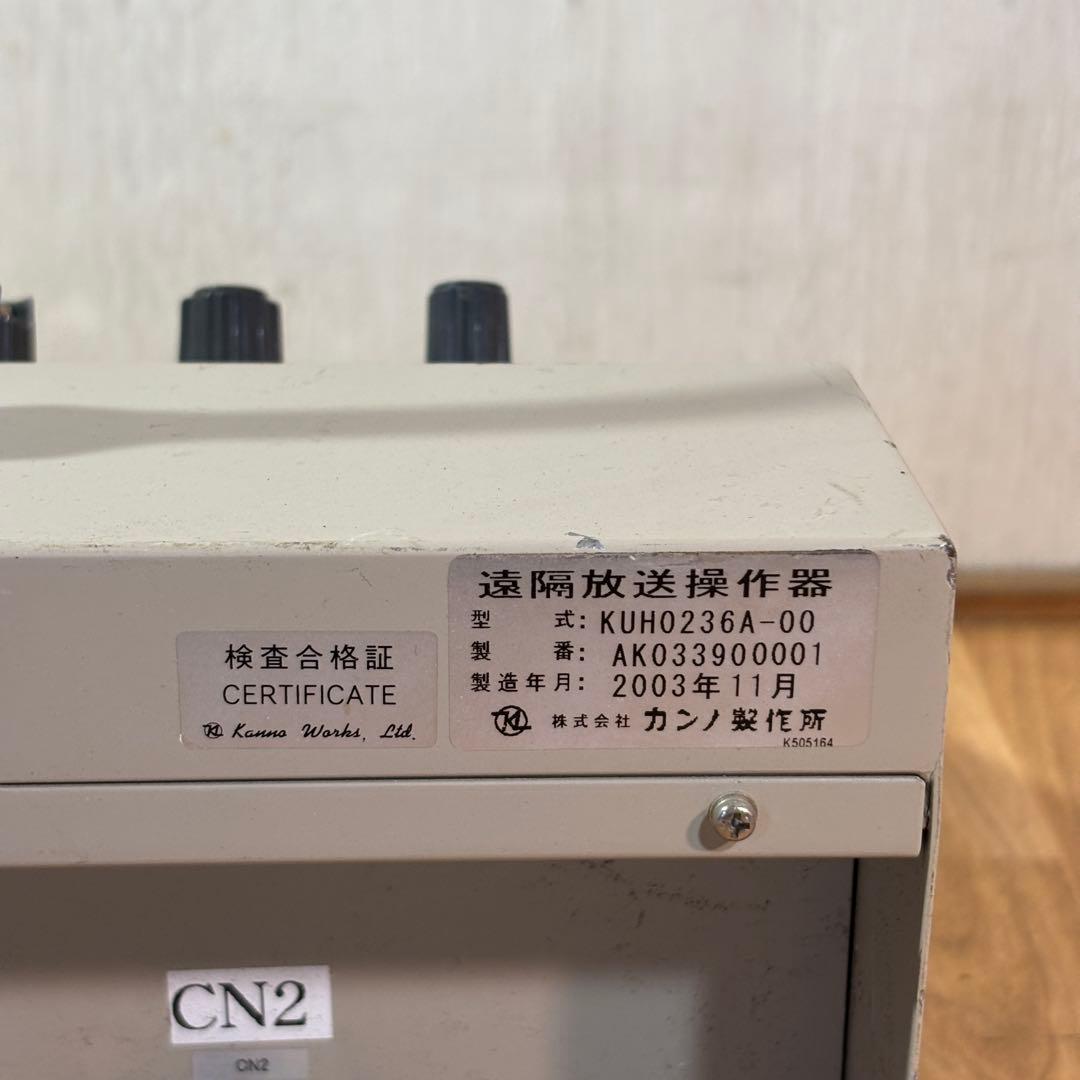 遠隔放送操作器
型 式: KUH0236A-00
製 番: AK033900001
製造年月: 2003年11月
株式会社 カンノ製作所
K505164
検査合格証
CERTIFICATE
Kanno Works, Ltd.
CN2
CN2